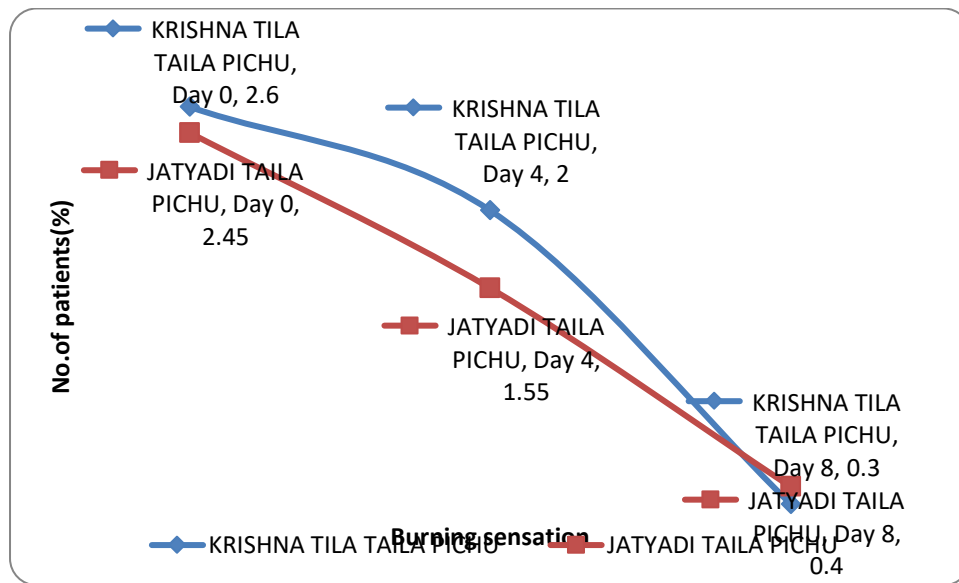 KRISHNA TILA
TAILA PICHU,
Day 0, 2.6
KRISHNA TILA
TAILA PICHU,
Day 4, 2
JATYADI TAILA
PICHU, Day 0,
2.45
No.of patients(%)
JATYADI TAILA
PICHU, Day 4,
1.55
KRISHNA TILA
TAILA PICHU,
Day 8, 0.3
JATYADI TAILA
PICHU, Day 8,
0.4
Burning sensation
KRISHNA TILA TAILA PICHU
JATYADI TAILA PICHU